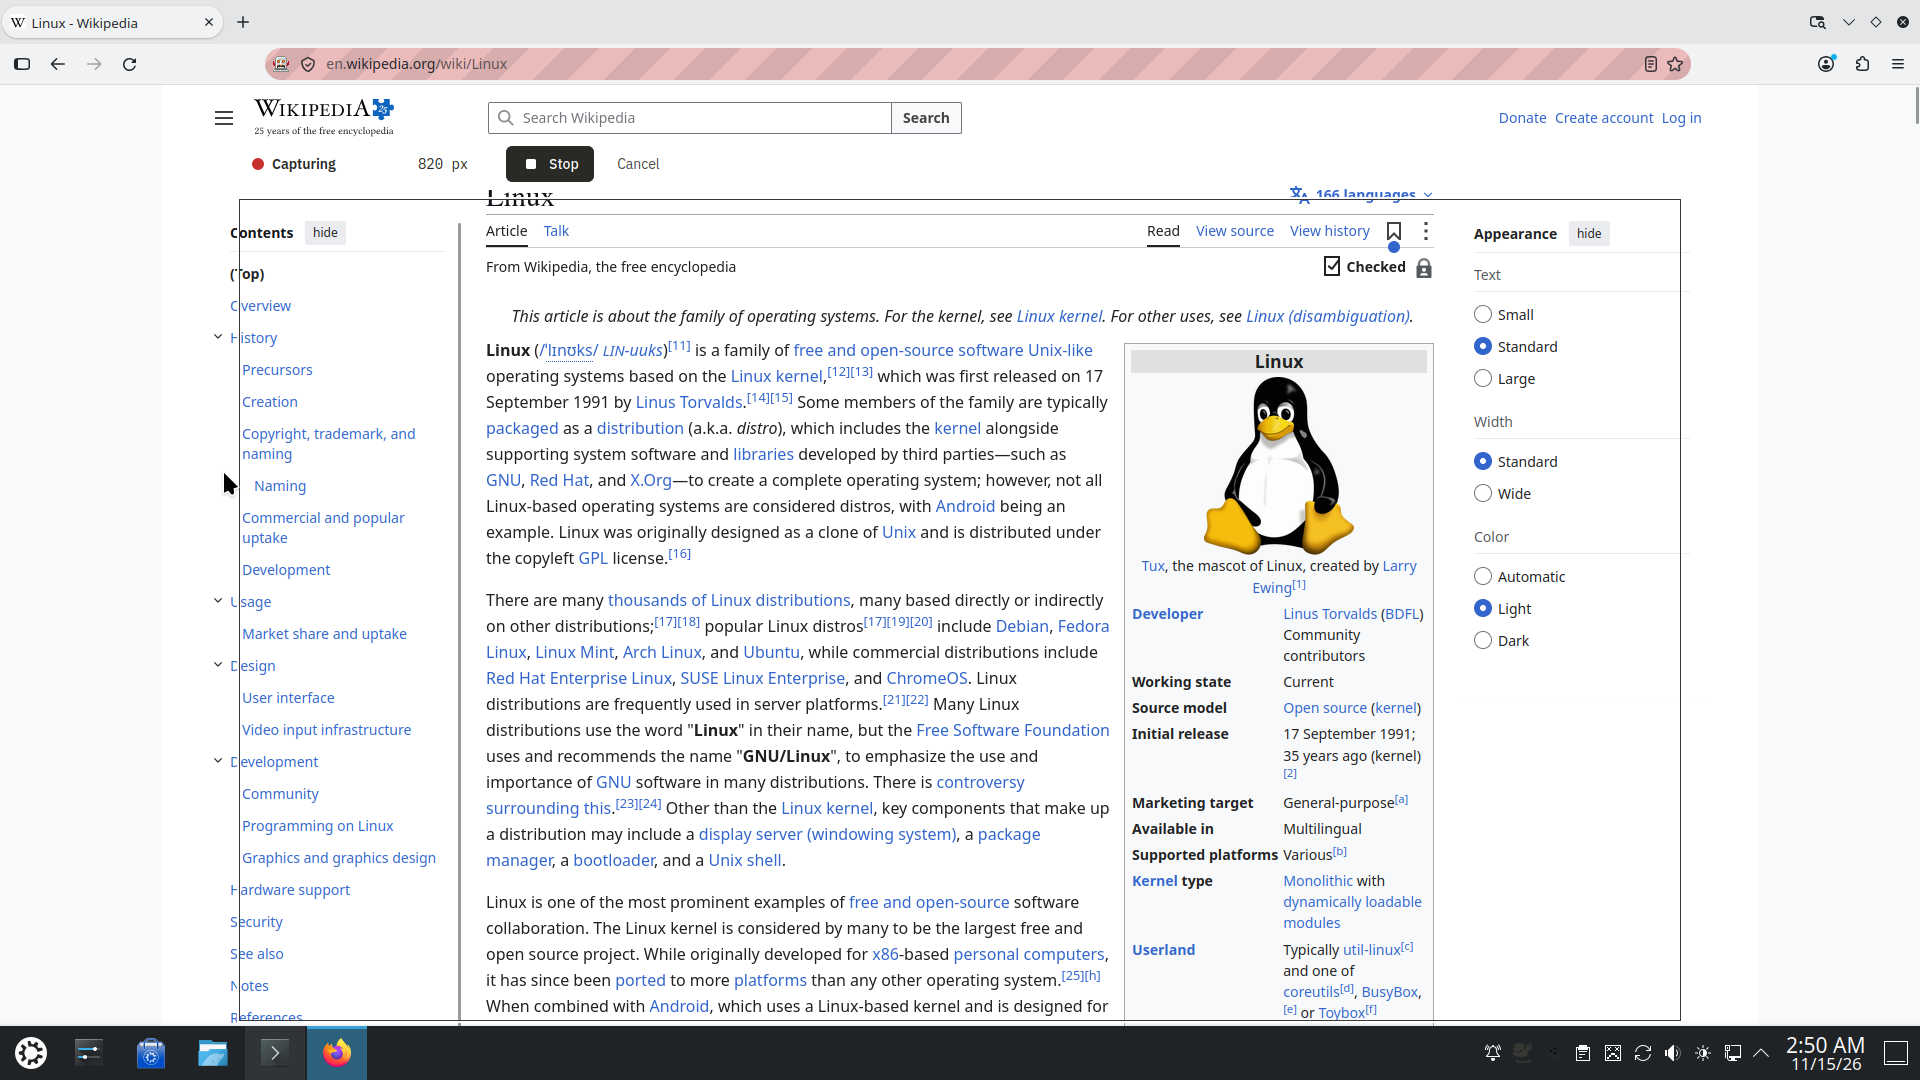 Linux - Wikipedia
en.wikipedia.org/wiki/Linux
WIKIPEDIA 25
25 years of the free encyclopedia
Search Wikipedia
Search
Donate Create account Log in
Capturing 820 px Stop Cancel
Linux
166 languages
Contents hide
(Top)
Overview
History
Precursors
Creation
Copyright, trademark, and
naming
Naming
Commercial and popular
uptake
Development
Usage
Market share and uptake
Design
User interface
Video input infrastructure
Development
Community
Programming on Linux
Graphics and graphics design
Hardware support
Security
See also
Notes
References
Article Talk
Read View source View history
From Wikipedia, the free encyclopedia
Checked
This article is about the family of operating systems. For the kernel, see Linux kernel. For other uses, see Linux (disambiguation).
Linux (/ˈlɪnʊks/ LIN-uuks)[11] is a family of free and open-source software Unix-like
operating systems based on the Linux kernel,[12][13] which was first released on 17
September 1991 by Linus Torvalds.[14][15] Some members of the family are typically
packaged as a distribution (a.k.a. distro), which includes the kernel alongside
supporting system software and libraries developed by third parties—such as
GNU, Red Hat, and X.Org—to create a complete operating system; however, not all
Linux-based operating systems are considered distros, with Android being an
example. Linux was originally designed as a clone of Unix and is distributed under
the copyleft GPL license.[16]
There are many thousands of Linux distributions, many based directly or indirectly
on other distributions;[17][18] popular Linux distros[17][19][20] include Debian, Fedora
Linux, Linux Mint, Arch Linux, and Ubuntu, while commercial distributions include
Red Hat Enterprise Linux, SUSE Linux Enterprise, and ChromeOS. Linux
distributions are frequently used in server platforms.[21][22] Many Linux
distributions use the word "Linux" in their name, but the Free Software Foundation
uses and recommends the name "GNU/Linux", to emphasize the use and
importance of GNU software in many distributions. There is controversy
surrounding this.[23][24] Other than the Linux kernel, key components that make up
a distribution may include a display server (windowing system), a package
manager, a bootloader, and a Unix shell.
Linux is one of the most prominent examples of free and open-source software
collaboration. The Linux kernel is considered by many to be the largest free and
open source project. While originally developed for x86-based personal computers,
it has since been ported to more platforms than any other operating system.[25][h]
When combined with Android, which uses a Linux-based kernel and is designed for
Linux
Tux, the mascot of Linux, created by Larry
Ewing[1]
Developer Linus Torvalds (BDFL)
Community
contributors
Working state Current
Source model Open source (kernel)
Initial release 17 September 1991;
35 years ago (kernel)
[2]
Marketing target General-purpose[a]
Available in Multilingual
Supported platforms Various[b]
Kernel type Monolithic with
dynamically loadable
modules
Userland Typically util-linux[c]
and one of
coreutils[d], BusyBox,
[e] or Toybox[f]
Appearance hide
Text
Small
Standard
Large
Width
Standard
Wide
Color
Automatic
Light
Dark
2:50 AM
11/15/26